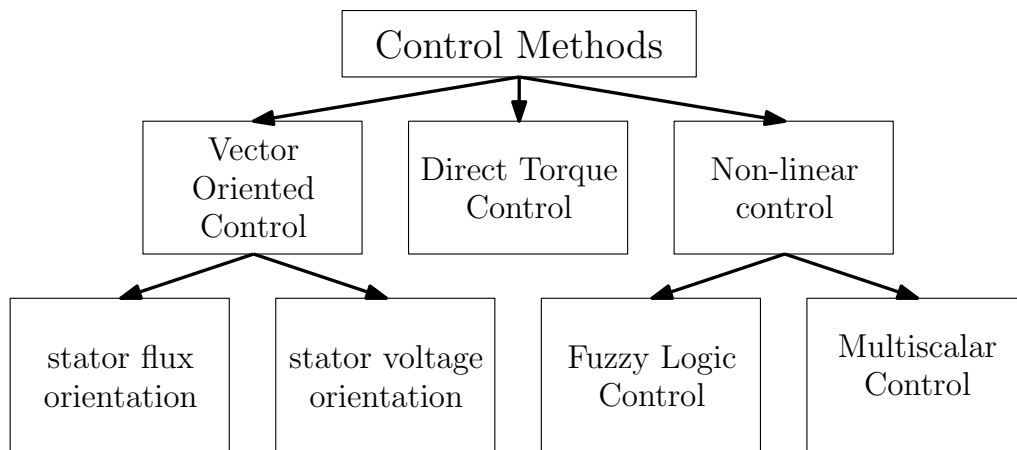 Control Methods
Vector
Oriented
Control
Direct Torque
Control
Non-linear
control
stator flux
orientation
stator voltage
orientation
Fuzzy Logic
Control
Multiscalar
Control